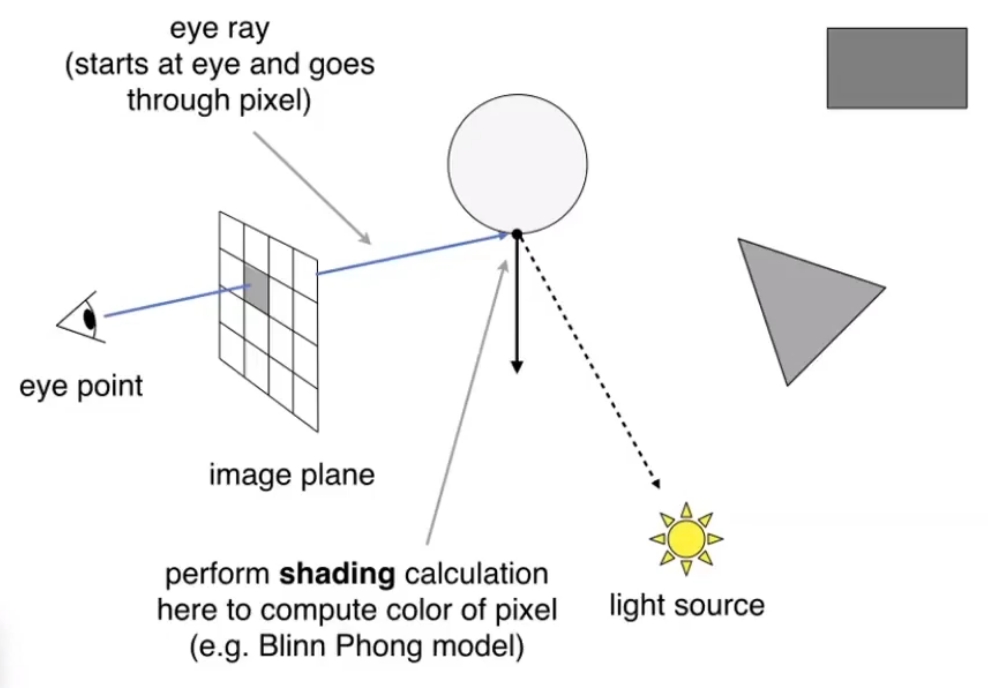 eye ray
(starts at eye and goes
through pixel)
eye point
image plane
perform shading calculation
here to compute color of pixel
(e.g. Blinn Phong model)
light source